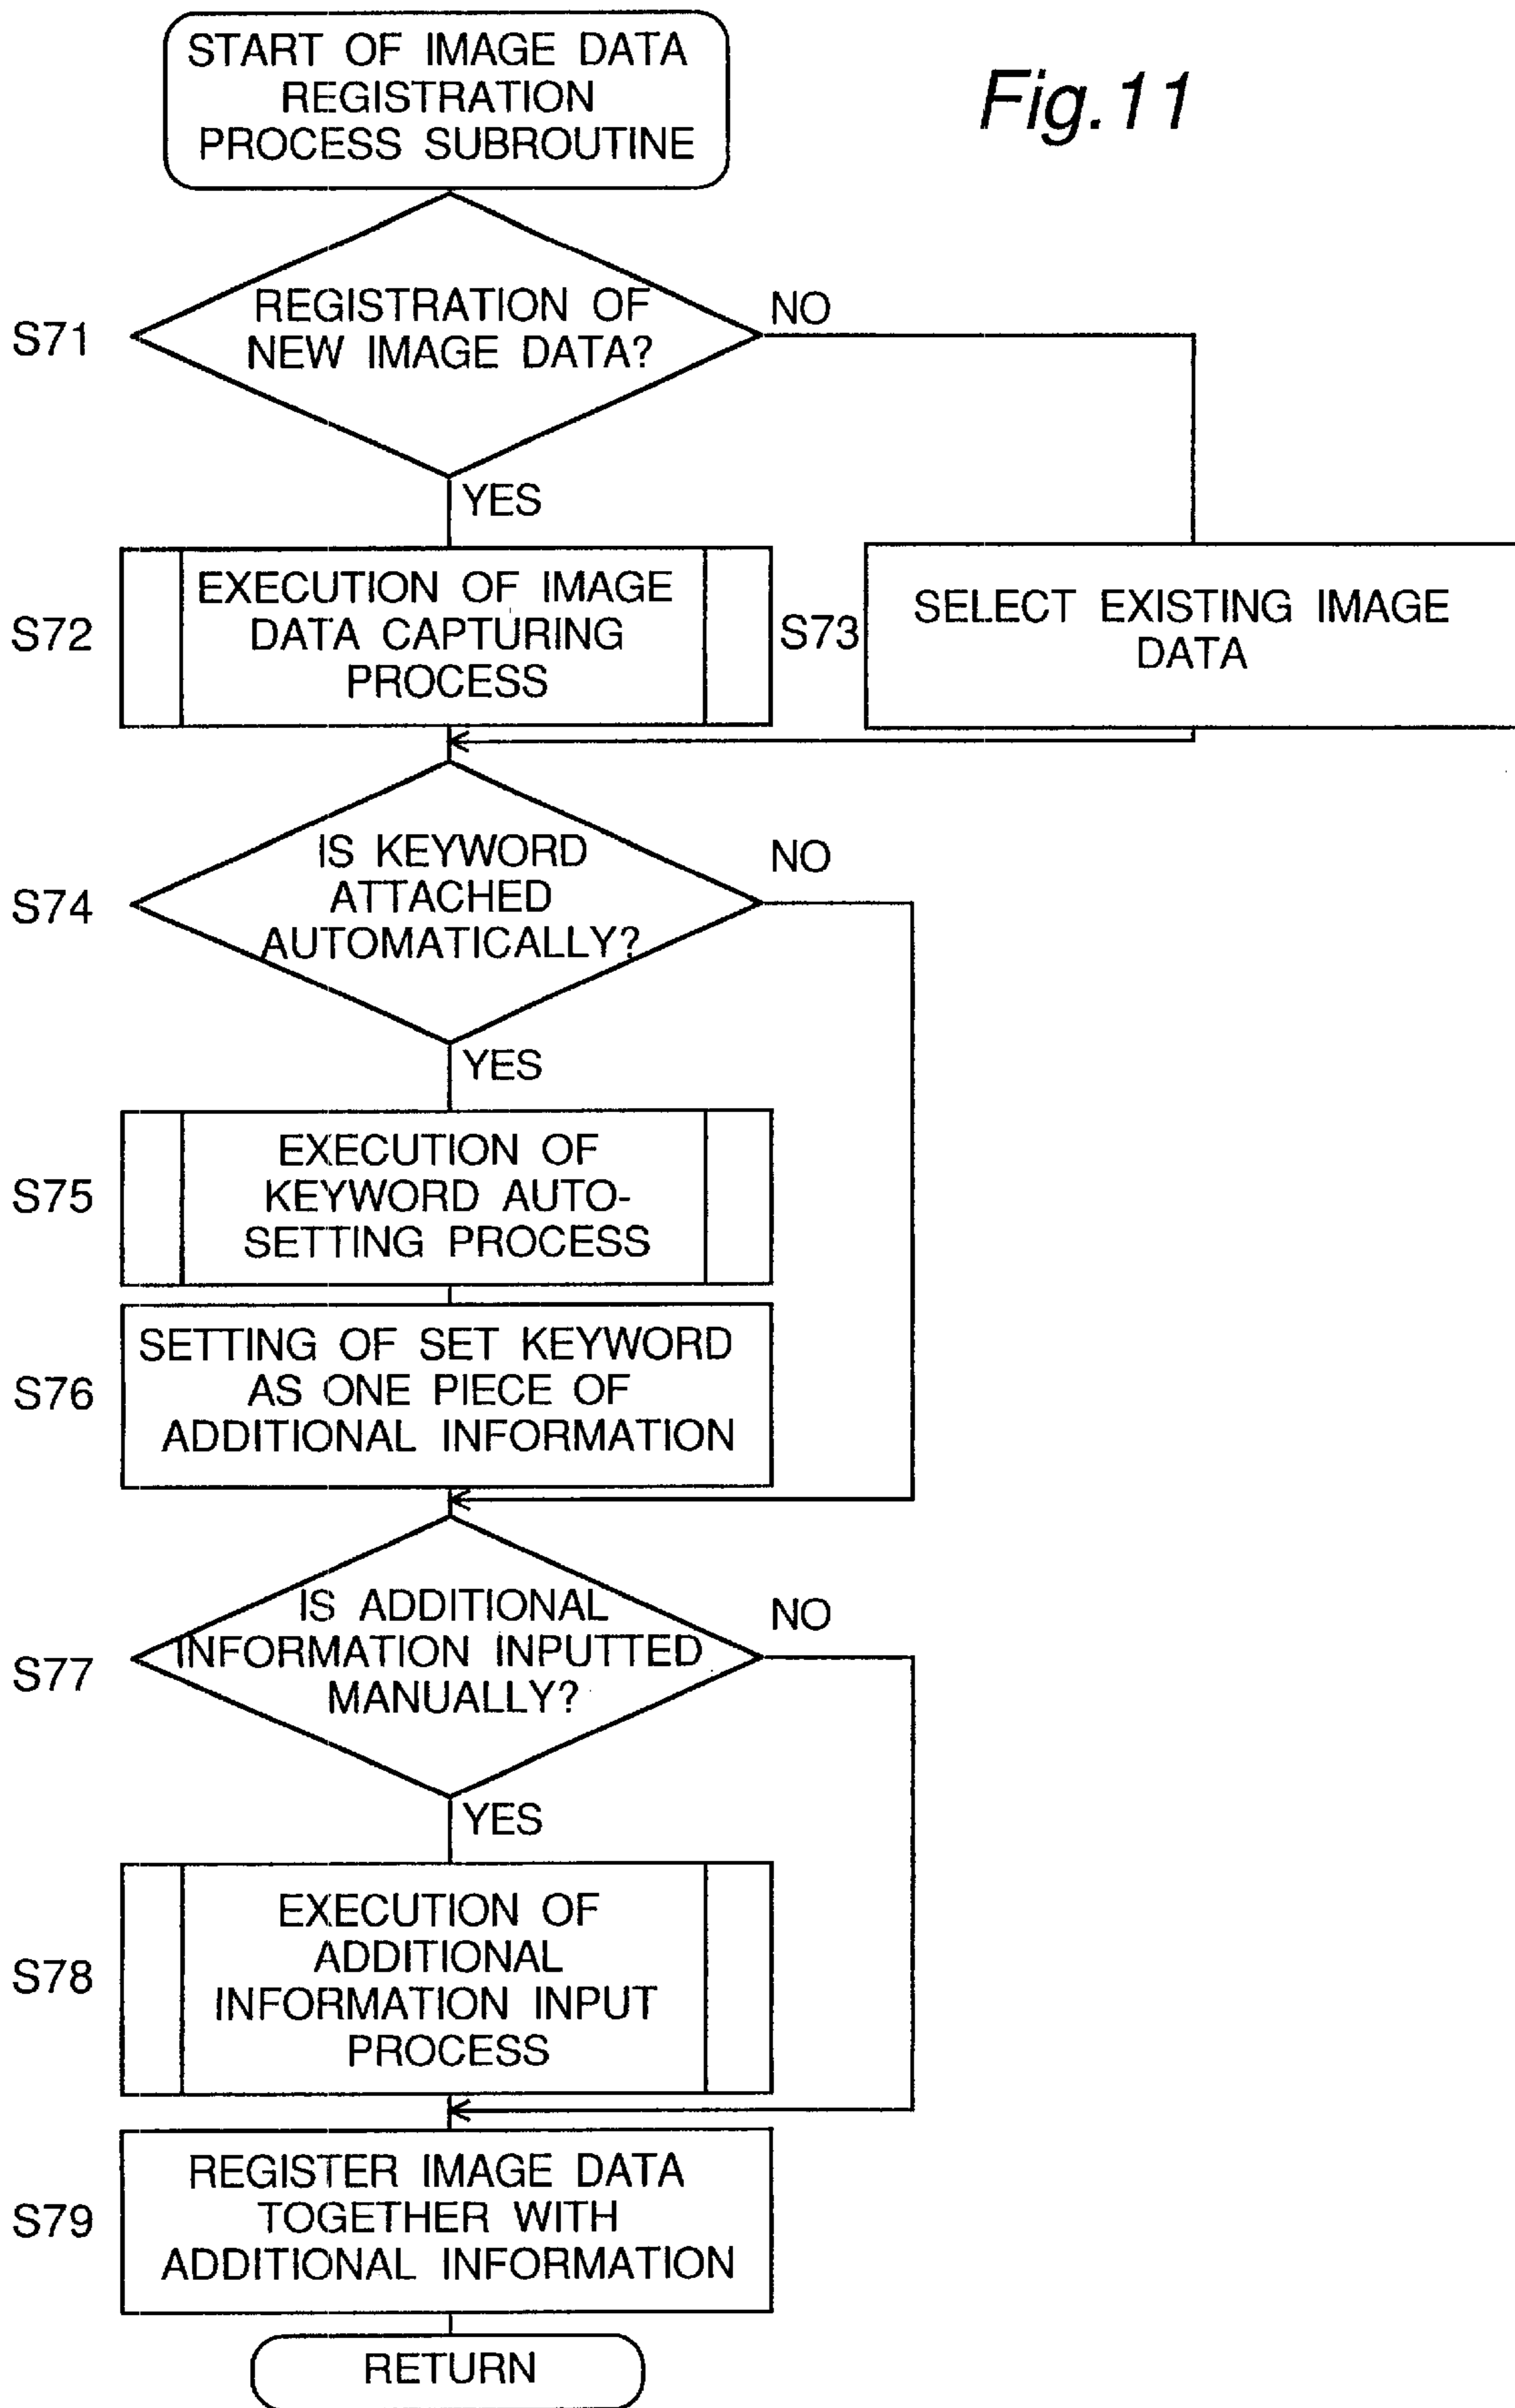 START OF IMAGE DATA
REGISTRATION
PROCESS SUBROUTINE
Fig.11
S71
REGISTRATION OF
NEW IMAGE DATA?
NO
YES
S72
EXECUTION OF IMAGE
DATA CAPTURING
PROCESS
S73
SELECT EXISTING IMAGE
DATA
S74
IS KEYWORD
ATTACHED
AUTOMATICALLY?
NO
YES
S75
EXECUTION OF
KEYWORD AUTO-
SETTING PROCESS
S76
SETTING OF SET KEYWORD
AS ONE PIECE OF
ADDITIONAL INFORMATION
S77
IS ADDITIONAL
INFORMATION INPUTTED
MANUALLY?
NO
YES
S78
EXECUTION OF
ADDITIONAL
INFORMATION INPUT
PROCESS
S79
REGISTER IMAGE DATA
TOGETHER WITH
ADDITIONAL INFORMATION
RETURN